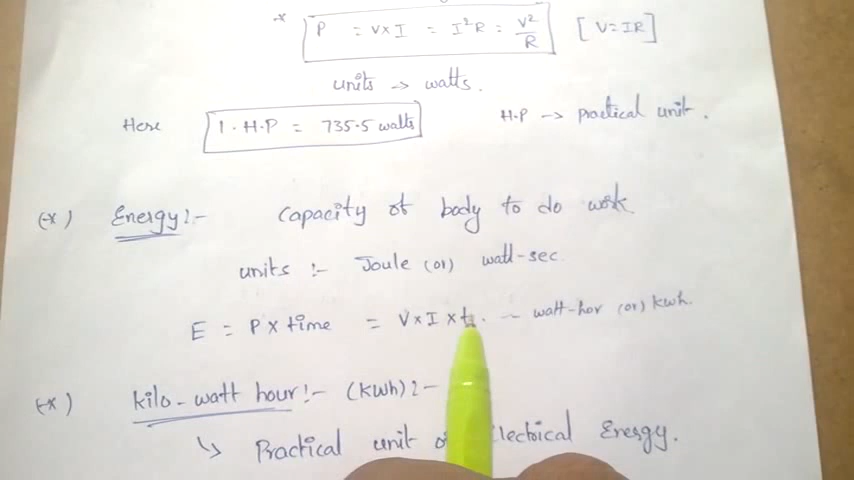 P = V×I = I²R = V²/R [V=IR]
units → watts.
Here 1·H·P = 735.5 watts H·P → practical unit.
(*) Energy:- Capacity of body to do work
units :- Joule (or) watt-sec.
E = P × time = V×I×t. — watt-hor (or) kwh.
(*) kilo-watt hour:- (kwh):-
↳ Practical unit Electrical Energy.